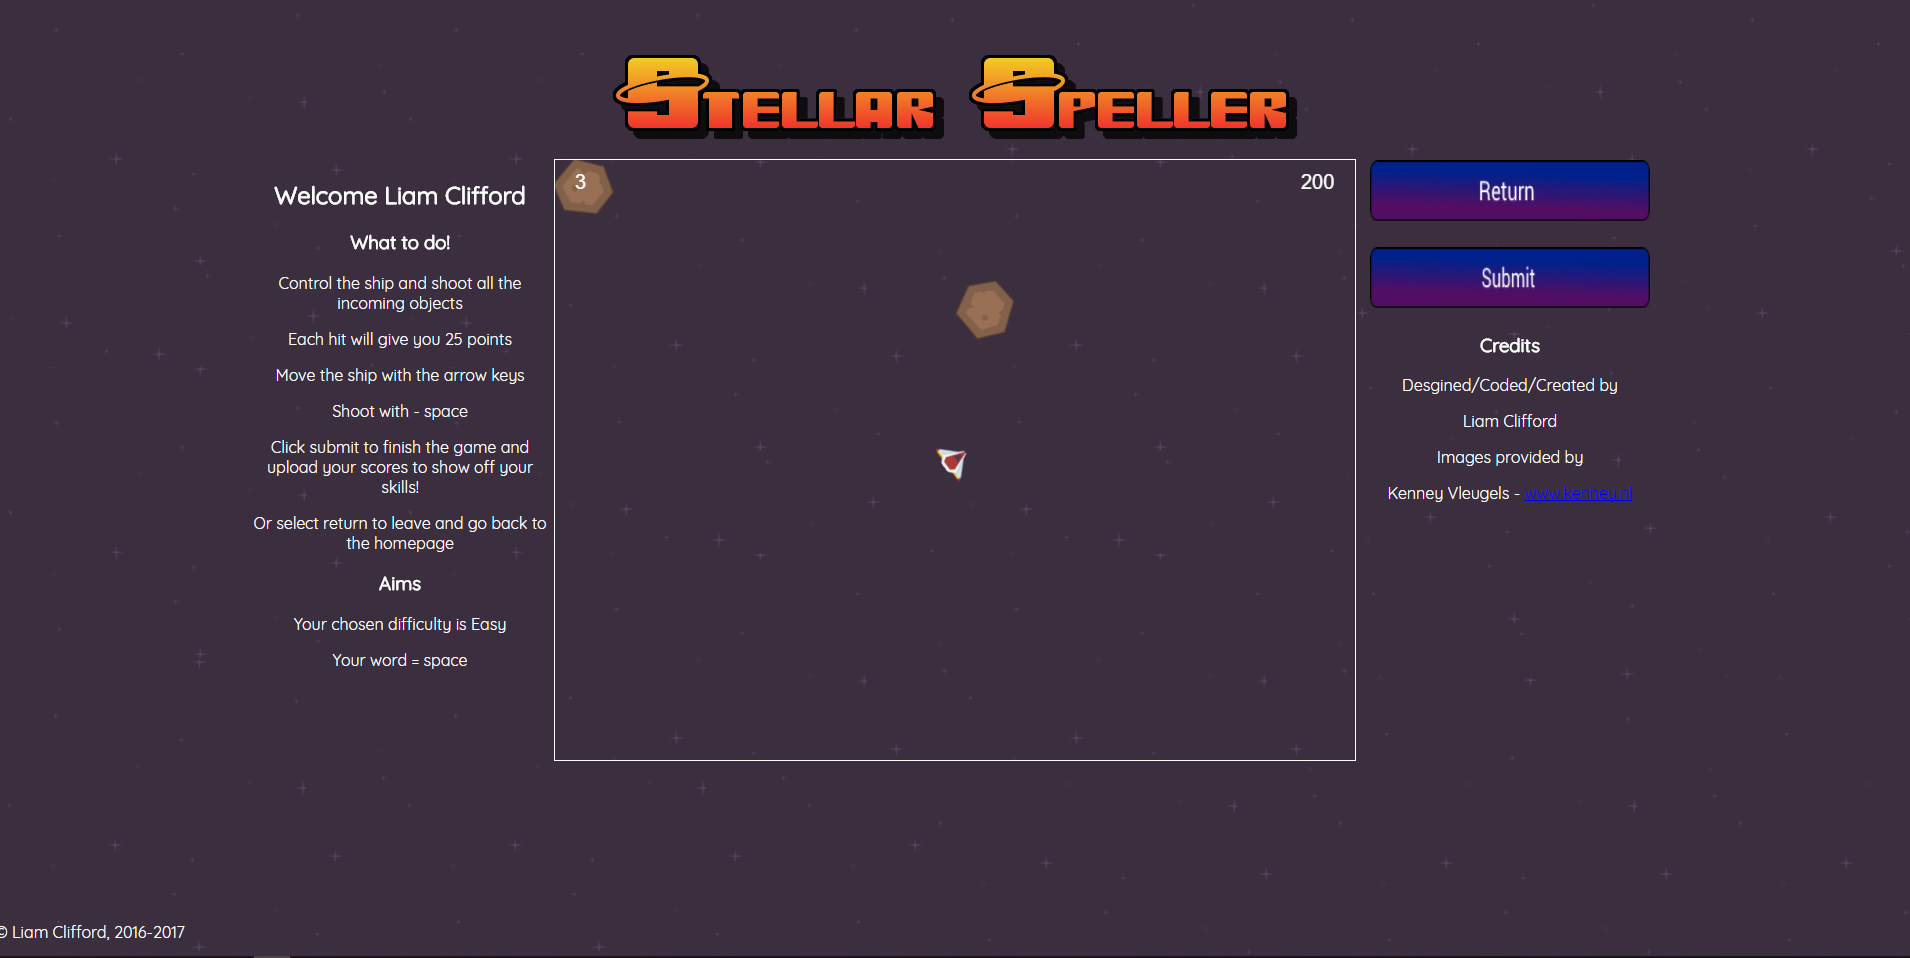 Stellar Speller
Welcome Liam Clifford
What to do!
Control the ship and shoot all the
incoming objects
Each hit will give you 25 points
Move the ship with the arrow keys
Shoot with - space
Click submit to finish the game and
upload your scores to show off your
skills!
Or select return to leave and go back to
the homepage
Aims
Your chosen difficulty is Easy
Your word = space
3
200
Return
Submit
Credits
Desgined/Coded/Created by
Liam Clifford
Images provided by
Kenney Vleugels - www.kenney.nl
© Liam Clifford, 2016-2017